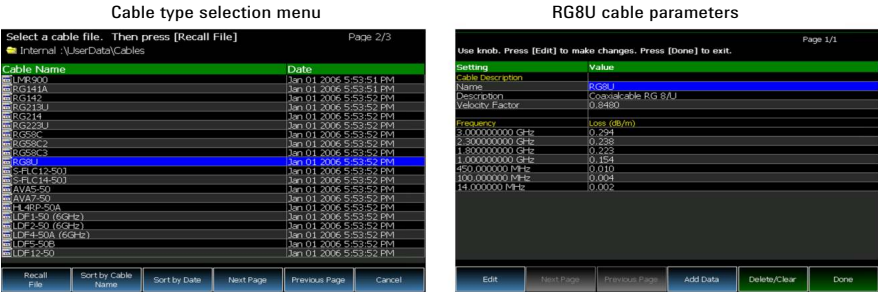 Cable type selection menu
Select a cable file. Then press [Recall File] Page 2/3
Internal :\UserData\Cables
Cable Name Date
LMR900 Jan 01 2006 5:53:51 PM
RG141A Jan 01 2006 5:53:51 PM
RG142 Jan 01 2006 5:53:52 PM
RG213U Jan 01 2006 5:53:52 PM
RG214 Jan 01 2006 5:53:52 PM
RG223U Jan 01 2006 5:53:52 PM
RG58C Jan 01 2006 5:53:52 PM
RG58C2 Jan 01 2006 5:53:52 PM
RG58C3 Jan 01 2006 5:53:52 PM
RG8U Jan 01 2006 5:53:52 PM
S-FLC12-50J Jan 01 2006 5:53:52 PM
S-FLC14-50J Jan 01 2006 5:53:52 PM
AVA5-50 Jan 01 2006 5:53:52 PM
AVA7-50 Jan 01 2006 5:53:52 PM
HL4RP-50A Jan 01 2006 5:53:52 PM
LDF1-50 (6GHz) Jan 01 2006 5:53:52 PM
LDF2-50 (6GHz) Jan 01 2006 5:53:52 PM
LDF4-50A (6GHz) Jan 01 2006 5:53:52 PM
LDF5-50B Jan 01 2006 5:53:52 PM
LDF12-50 Jan 01 2006 5:53:52 PM
Recall File Sort by Cable Name Sort by Date Next Page Previous Page Cancel
RG8U cable parameters
Page 1/1
Use knob. Press [Edit] to make changes. Press [Done] to exit.
Setting Value
Cable Description
Name RG8U
Description Coaxialcable RG 8/U
Velocity Factor 0.8480
Frequency Loss (dB/m)
3.000000000 GHz 0.294
2.300000000 GHz 0.238
1.800000000 GHz 0.223
1.000000000 GHz 0.154
450.000000 MHz 0.010
100.000000 MHz 0.004
14.000000 MHz 0.002
Edit Next Page Previous Page Add Data Delete/Clear Done